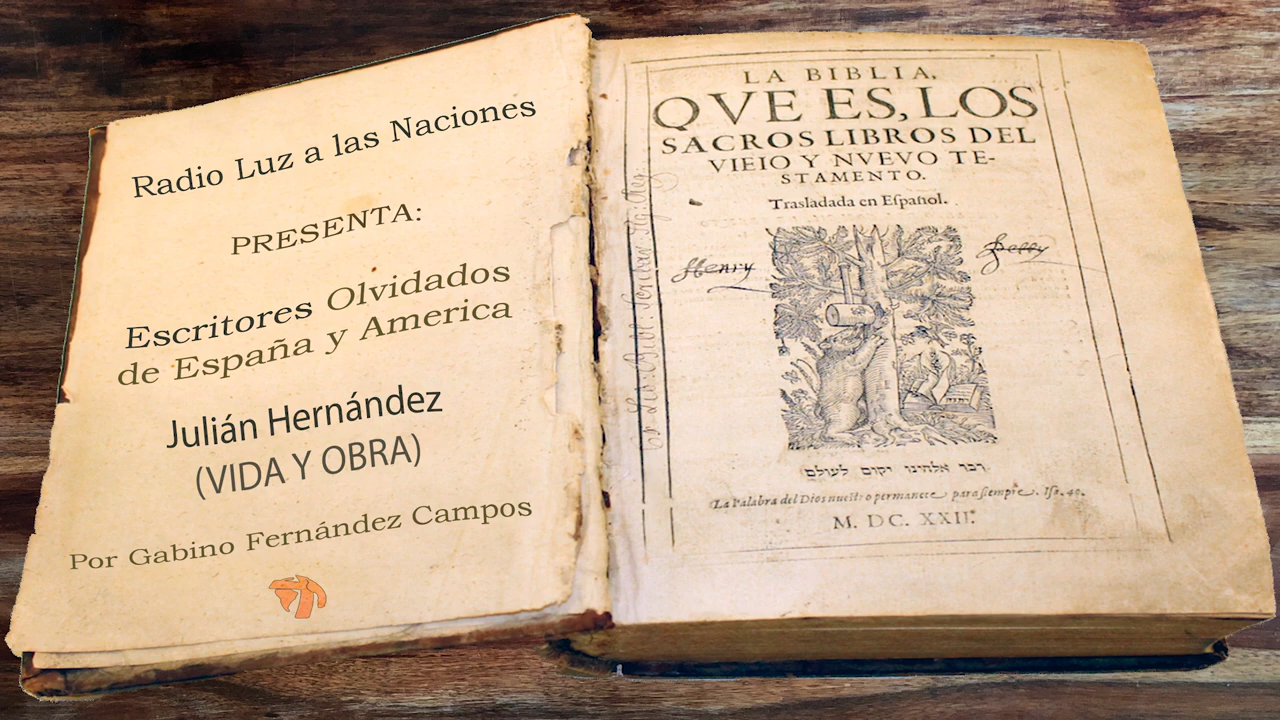 Radio Luz a las Naciones
PRESENTA:
Escritores Olvidados
de España y America
Julián Hernández
(VIDA Y OBRA)
Por Gabino Fernández Campos
LA BIBLIA,
QVE ES, LOS
SACROS LIBROS DEL
VIEIO Y NVEVO TE-
STAMENTO.
Trasladada en Español.
Henry
דבר אלהינו יקום לעולם
La Palabra del Dios nuestro permanece para siempre. Isa. 40.
M. DC. XXII.